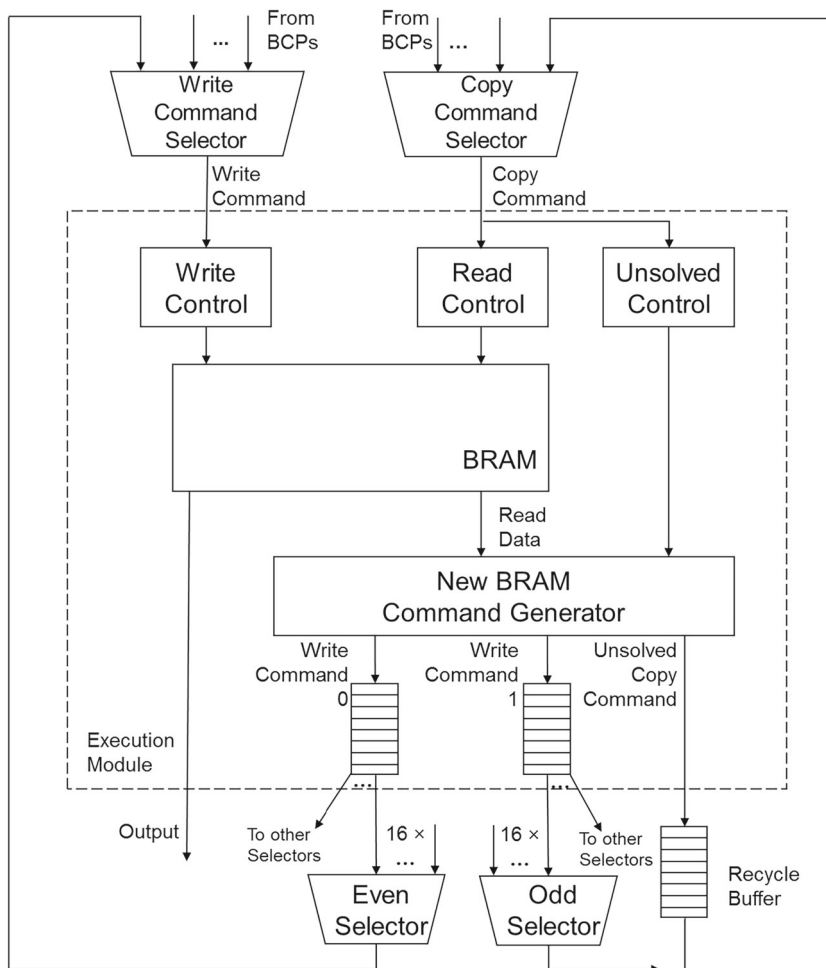 From
BCPs
...
From
BCPs
...
Write
Command
Selector
Copy
Command
Selector
Write
Command
Copy
Command
Write
Control
Read
Control
Unsolved
Control
BRAM
Read
Data
New BRAM
Command Generator
Write
Command
0
Write
Command
1
Unsolved
Copy
Command
Execution
Module
...
...
Output
To other
Selectors
16 ×
...
16 ×
...
To other
Selectors
Even
Selector
Odd
Selector
Recycle
Buffer